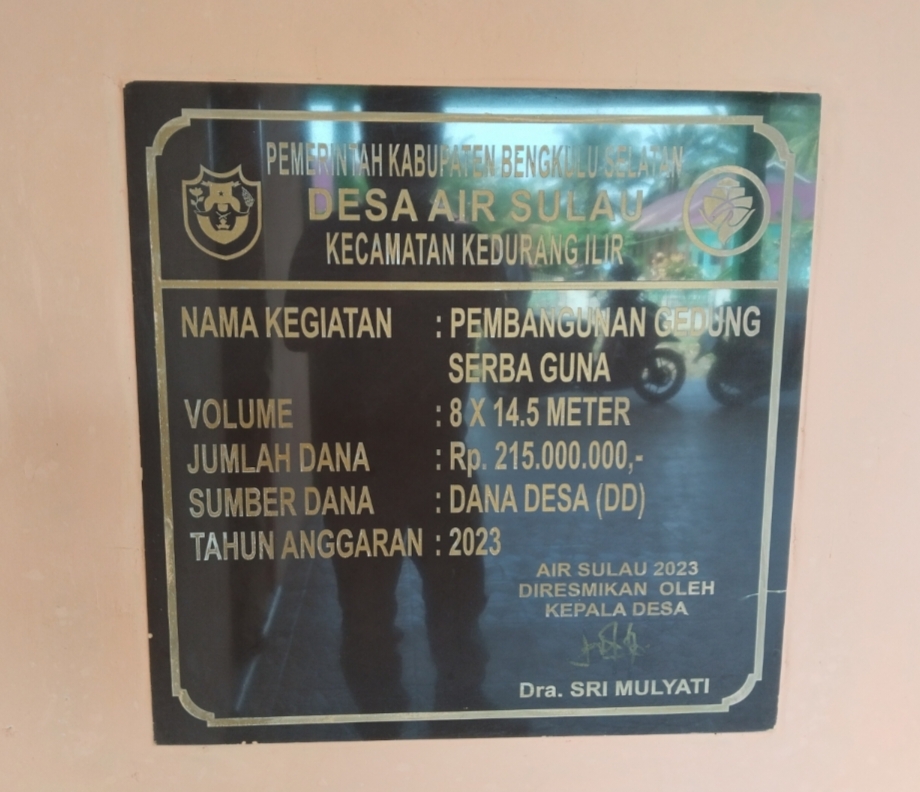 PEMERINTAH KABUPATEN BENGKULU SELATAN
DESA AIR SULAU
KECAMATAN KEDURANG ILIR
NAMA KEGIATAN : PEMBANGUNAN GEDUNG
SERBA GUNA
VOLUME : 8 X 14.5 METER
JUMLAH DANA : Rp. 215.000.000,-
SUMBER DANA : DANA DESA (DD)
TAHUN ANGGARAN : 2023
AIR SULAU 2023
DIRESMIKAN OLEH
KEPALA DESA
Dra. SRI MULYATI